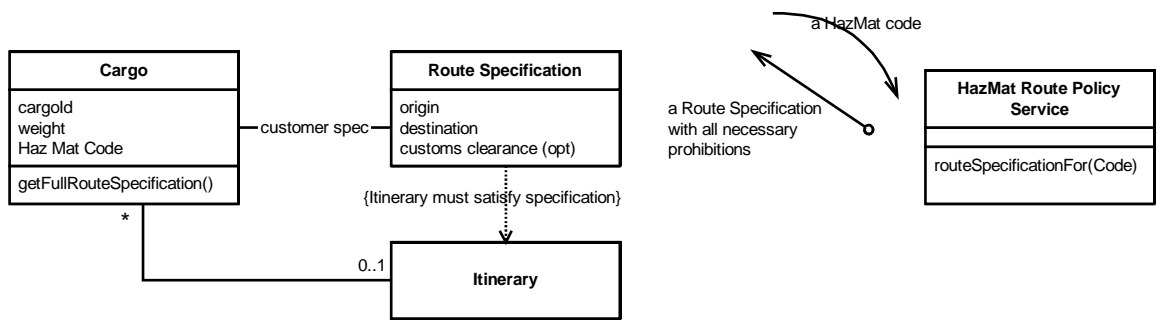 Cargo
cargoId
weight
Haz Mat Code
getFullRouteSpecification()
customer spec
Route Specification
origin
destination
customs clearance (opt)
{Itinerary must satisfy specification}
*
0..1
Itinerary
a HazMat code
a Route Specification
with all necessary
prohibitions
HazMat Route Policy
Service
routeSpecificationFor(Code)